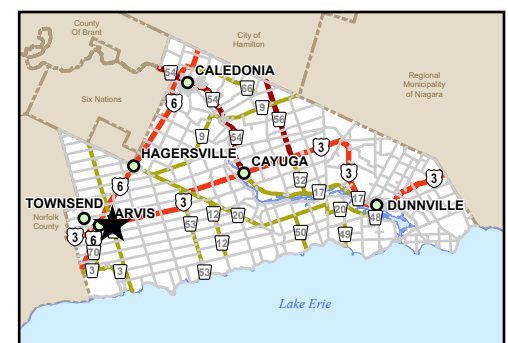 County
Of Brant
City of
Hamilton
Regional
Municipality
of Niagara
Six Nations
CALEDONIA
54
6
54
66
9
56
9
54
3
HAGERSVILLE
CAYUGA
3
3
6
32
17
17
TOWNSEND
3
DUNNVILLE
Norfolk
County
ARVIS
12
20
20
48
53
3
6
12
50
49
70
3
3
53
Lake Erie